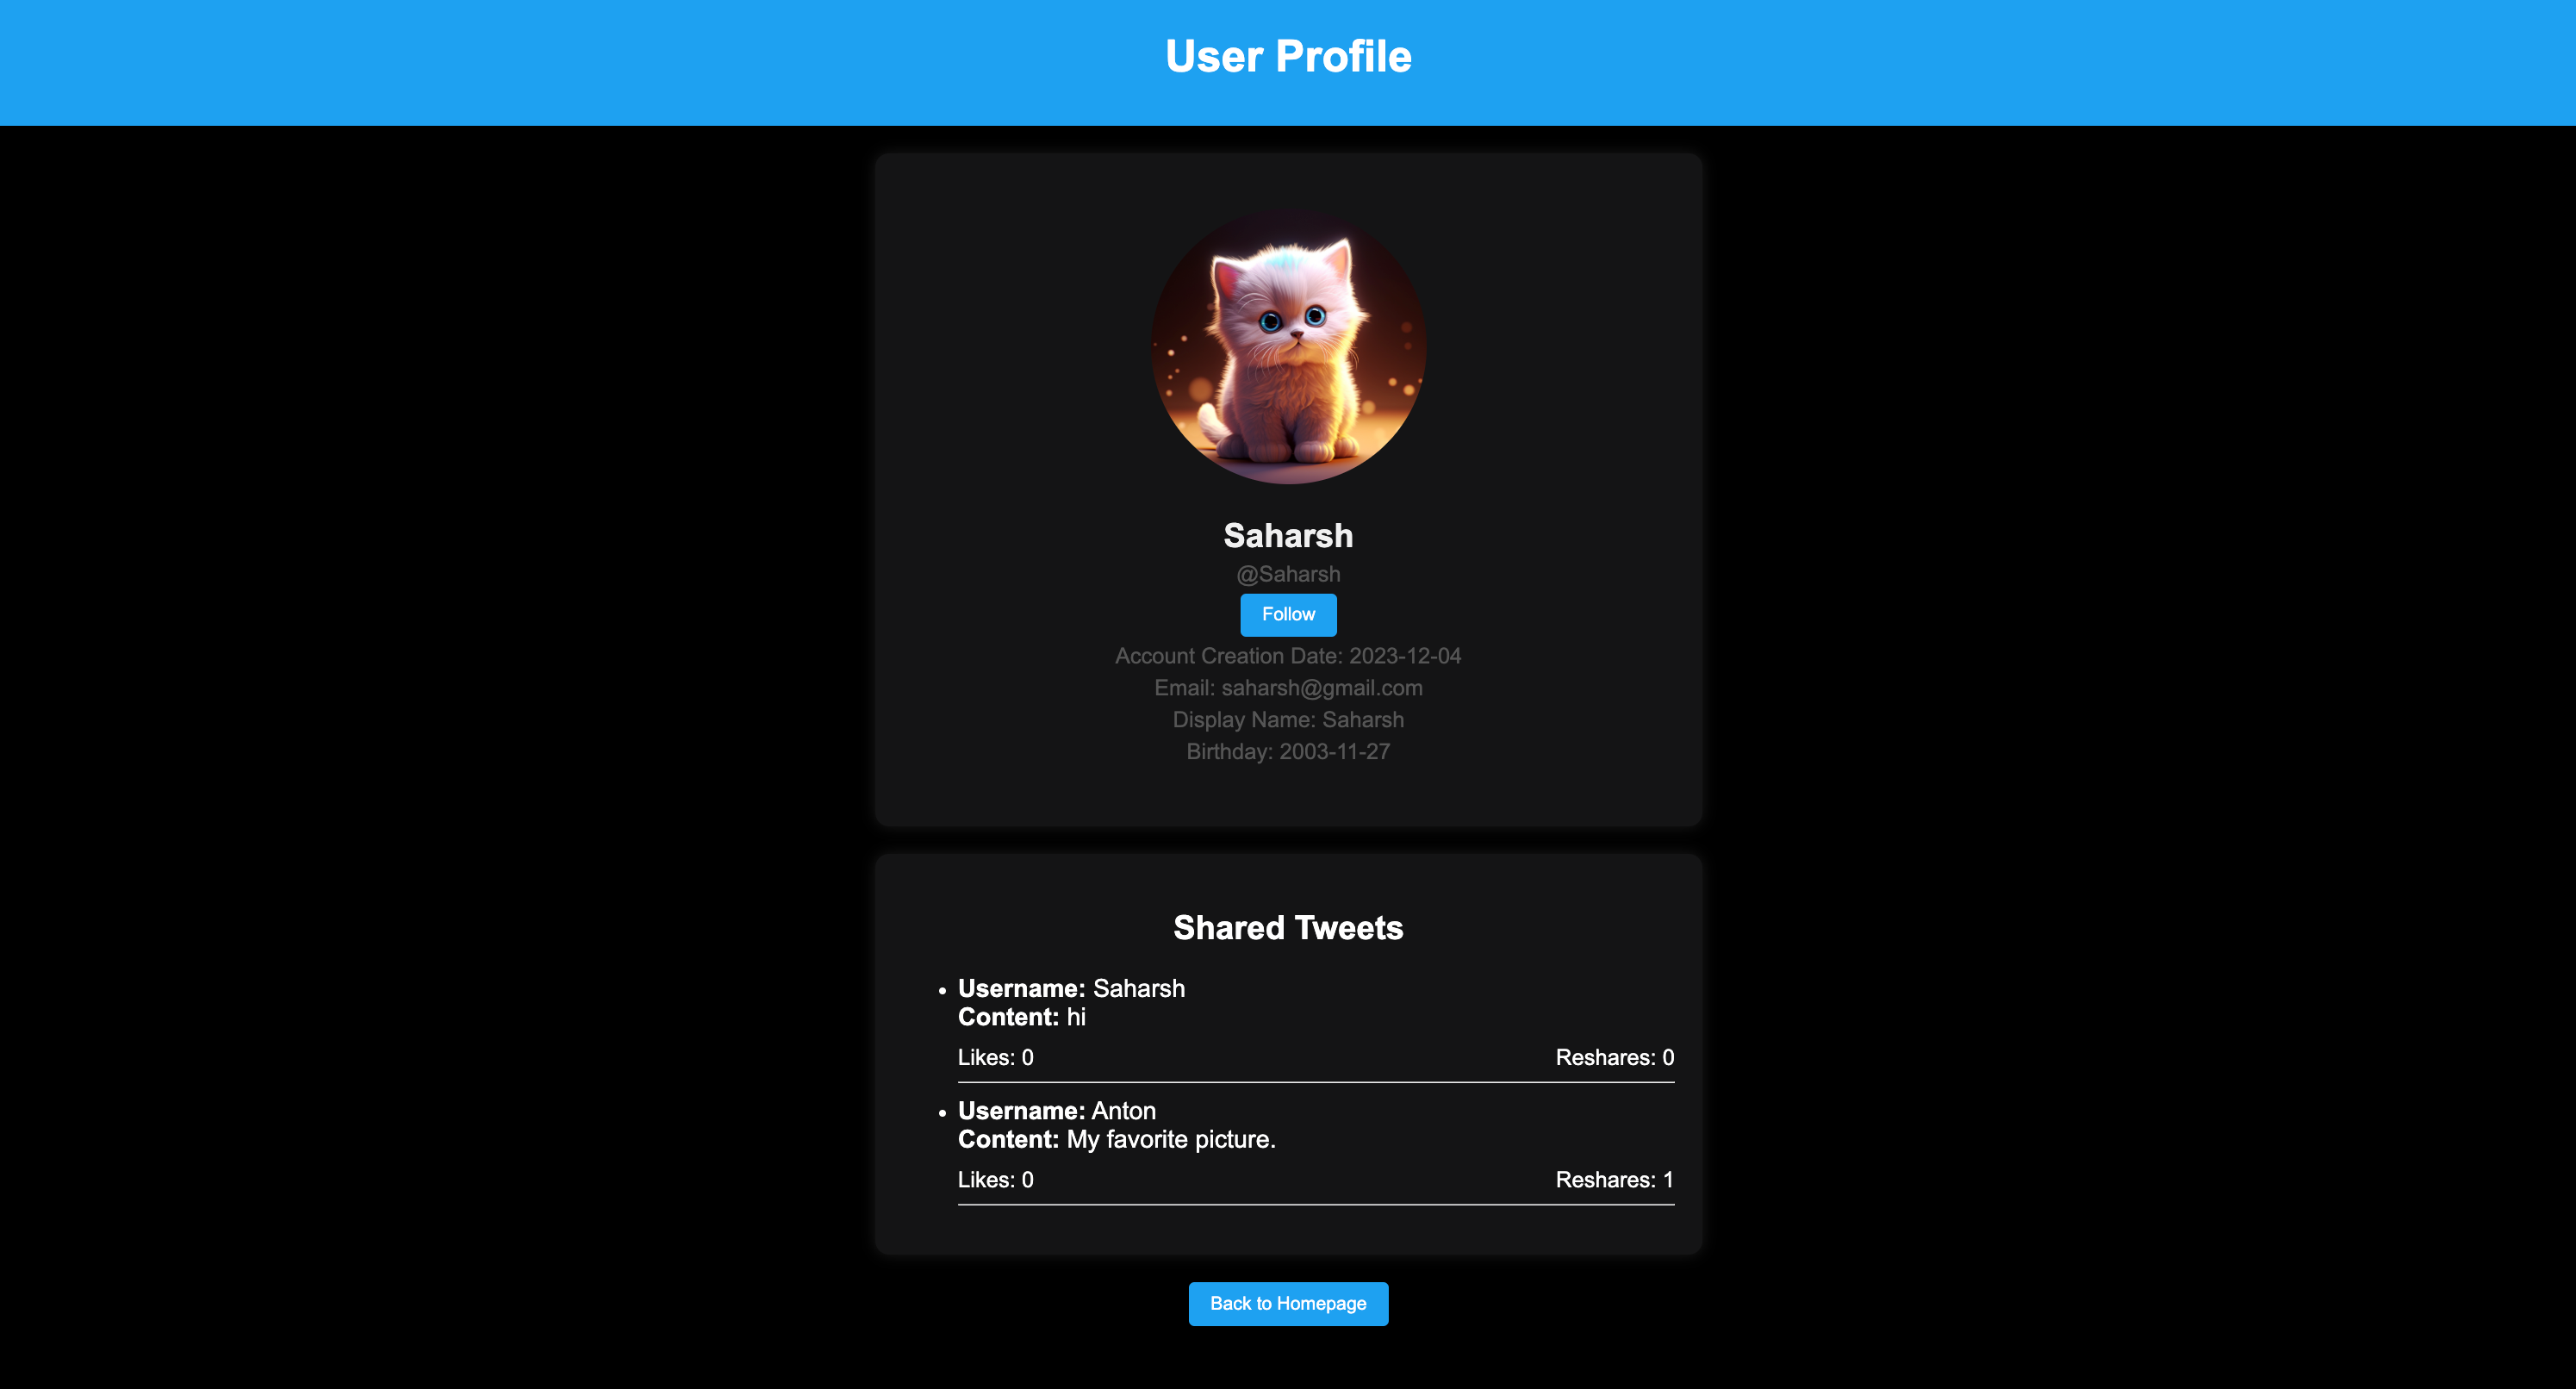 User Profile
Saharsh
@Saharsh
Follow
Account Creation Date: 2023-12-04
Email: saharsh@gmail.com
Display Name: Saharsh
Birthday: 2003-11-27
Shared Tweets
Username: Saharsh
Content: hi
Likes: 0 Reshares: 0
Username: Anton
Content: My favorite picture.
Likes: 0 Reshares: 1
Back to Homepage